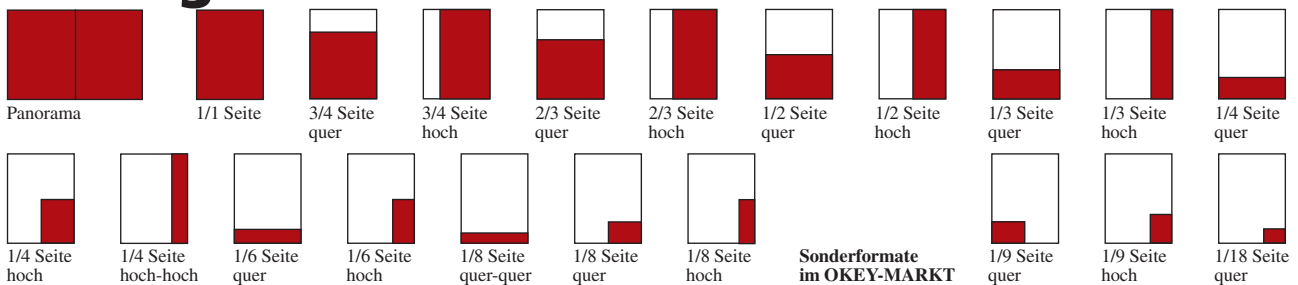 Panorama
1/1 Seite
3/4 Seite
quer
3/4 Seite
hoch
2/3 Seite
quer
2/3 Seite
hoch
1/2 Seite
quer
1/2 Seite
hoch
1/3 Seite
quer
1/3 Seite
hoch
1/4 Seite
quer
1/4 Seite
hoch
1/4 Seite
hoch-hoch
1/6 Seite
quer
1/6 Seite
hoch
1/8 Seite
quer-quer
1/8 Seite
quer
1/8 Seite
hoch
Sonderformate
im OKEY-MARKT
1/9 Seite
quer
1/9 Seite
hoch
1/18 Seite
quer